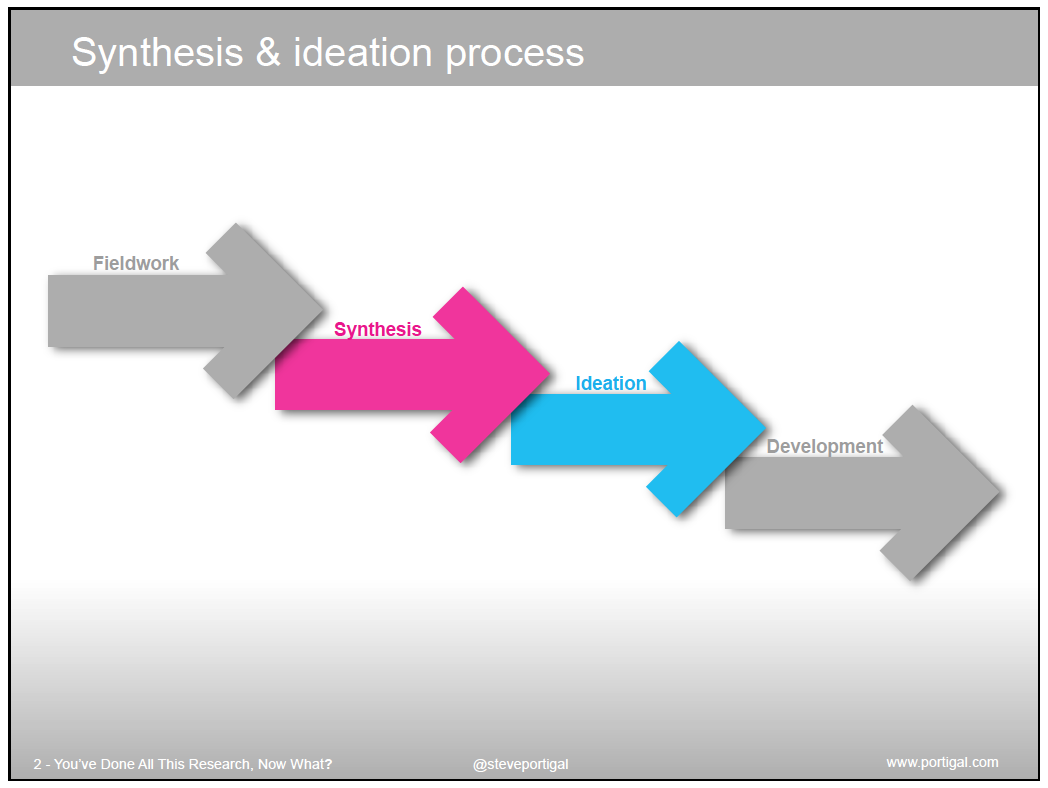 Synthesis & ideation process
Fieldwork
Synthesis
Ideation
Development
2 - You’ve Done All This Research, Now What?
@steveportigal
www.portigal.com